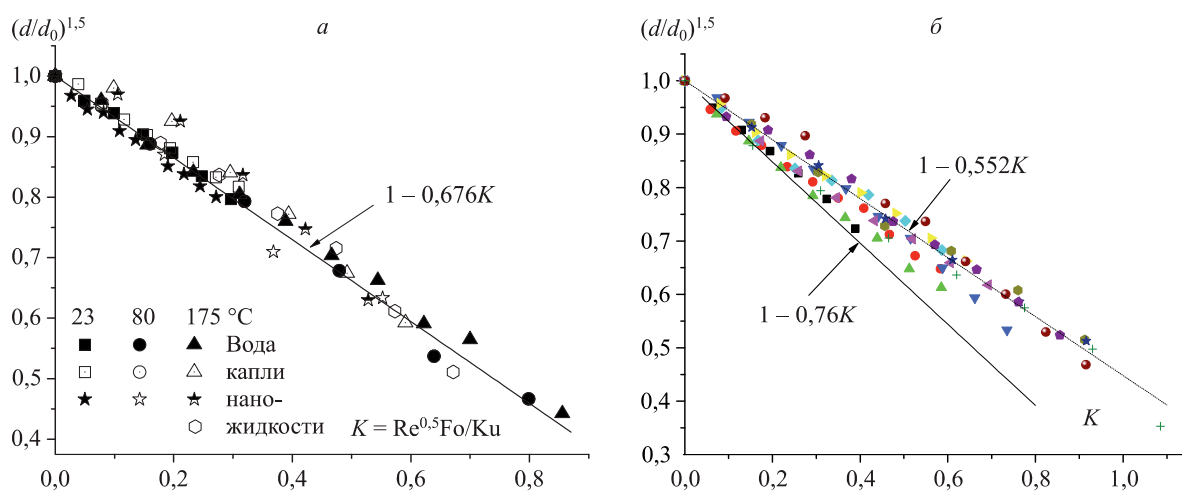 (d/d₀)¹,⁵ а
1,0
0,9
0,8
0,7
0,6
0,5
0,4
1 – 0,676K
23 80 175 °C
Вода
капли
нано-
жидкости
K = Re⁰,⁵Fo/Ku
0,0 0,2 0,4 0,6 0,8
(d/d₀)¹,⁵ б
1,0
0,9
0,8
0,7
0,6
0,5
0,4
0,3
1 – 0,552K
1 – 0,76K
K
0,0 0,2 0,4 0,6 0,8 1,0